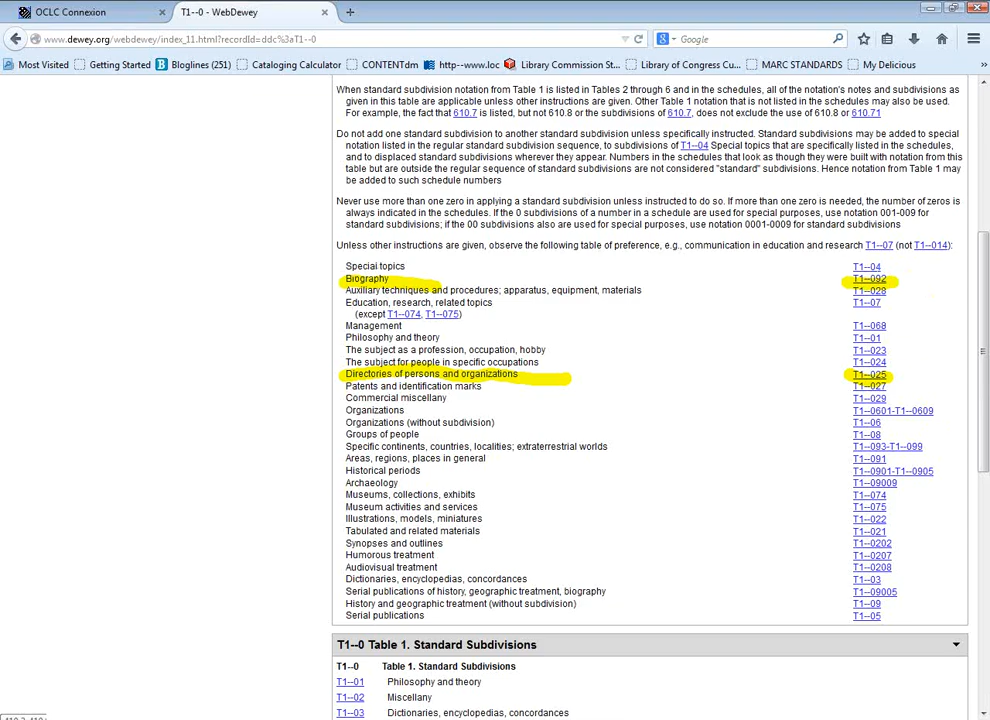 OCLC Connexion
T1--0 - WebDewey
www.dewey.org/webdewey/index_11.html?recordId=ddc%3aT1--0
Google
Most Visited Getting Started Bloglines (251) Cataloging Calculator CONTENTdm http--www.loc Library Commission St... Library of Congress Cu... MARC STANDARDS My Delicious »
When standard subdivision notation from Table 1 is listed in Tables 2 through 6 and in the schedules, all of the notation's notes and subdivisions as
given in this table are applicable unless other instructions are given. Other Table 1 notation that is not listed in the schedules may also be used.
For example, the fact that 610.7 is listed, but not 610.8 or the subdivisions of 610.7, does not exclude the use of 610.8 or 610.71
Do not add one standard subdivision to another standard subdivision unless specifically instructed. Standard subdivisions may be added to special
notation listed in the regular standard subdivision sequence, to subdivisions of T1--04 Special topics that are specifically listed in the schedules,
and to displaced standard subdivisions wherever they appear. Numbers in the schedules that look as though they were built with notation from this
table but are outside the regular sequence of standard subdivisions are not considered "standard" subdivisions. Hence notation from Table 1 may
be added to such schedule numbers
Never use more than one zero in applying a standard subdivision unless instructed to do so. If more than one zero is needed, the number of zeros is
always indicated in the schedules. If the 0 subdivisions of a number in a schedule are used for special purposes, use notation 001-009 for
standard subdivisions; if the 00 subdivisions also are used for special purposes, use notation 0001-0009 for standard subdivisions
Unless other instructions are given, observe the following table of preference, e.g., communication in education and research T1--07 (not T1--014):
Special topics T1--04
Biography T1--092
Auxiliary techniques and procedures; apparatus, equipment, materials T1--028
Education, research, related topics T1--07
(except T1--074, T1--075)
Management T1--068
Philosophy and theory T1--01
The subject as a profession, occupation, hobby T1--023
The subject for people in specific occupations T1--024
Directories of persons and organizations T1--025
Patents and identification marks T1--027
Commercial miscellany T1--029
Organizations T1--0601-T1--0609
Organizations (without subdivision) T1--06
Groups of people T1--08
Specific continents, countries, localities; extraterrestrial worlds T1--093-T1--099
Areas, regions, places in general T1--091
Historical periods T1--0901-T1--0905
Archaeology T1--09009
Museums, collections, exhibits T1--074
Museum activities and services T1--075
Illustrations, models, miniatures T1--022
Tabulated and related materials T1--021
Synopses and outlines T1--0202
Humorous treatment T1--0207
Audiovisual treatment T1--0208
Dictionaries, encyclopedias, concordances T1--03
Serial publications of history, geographic treatment, biography T1--09005
History and geographic treatment (without subdivision) T1--09
Serial publications T1--05
T1--0 Table 1. Standard Subdivisions
T1--0 Table 1. Standard Subdivisions
T1--01 Philosophy and theory
T1--02 Miscellany
T1--03 Dictionaries, encyclopedias, concordances